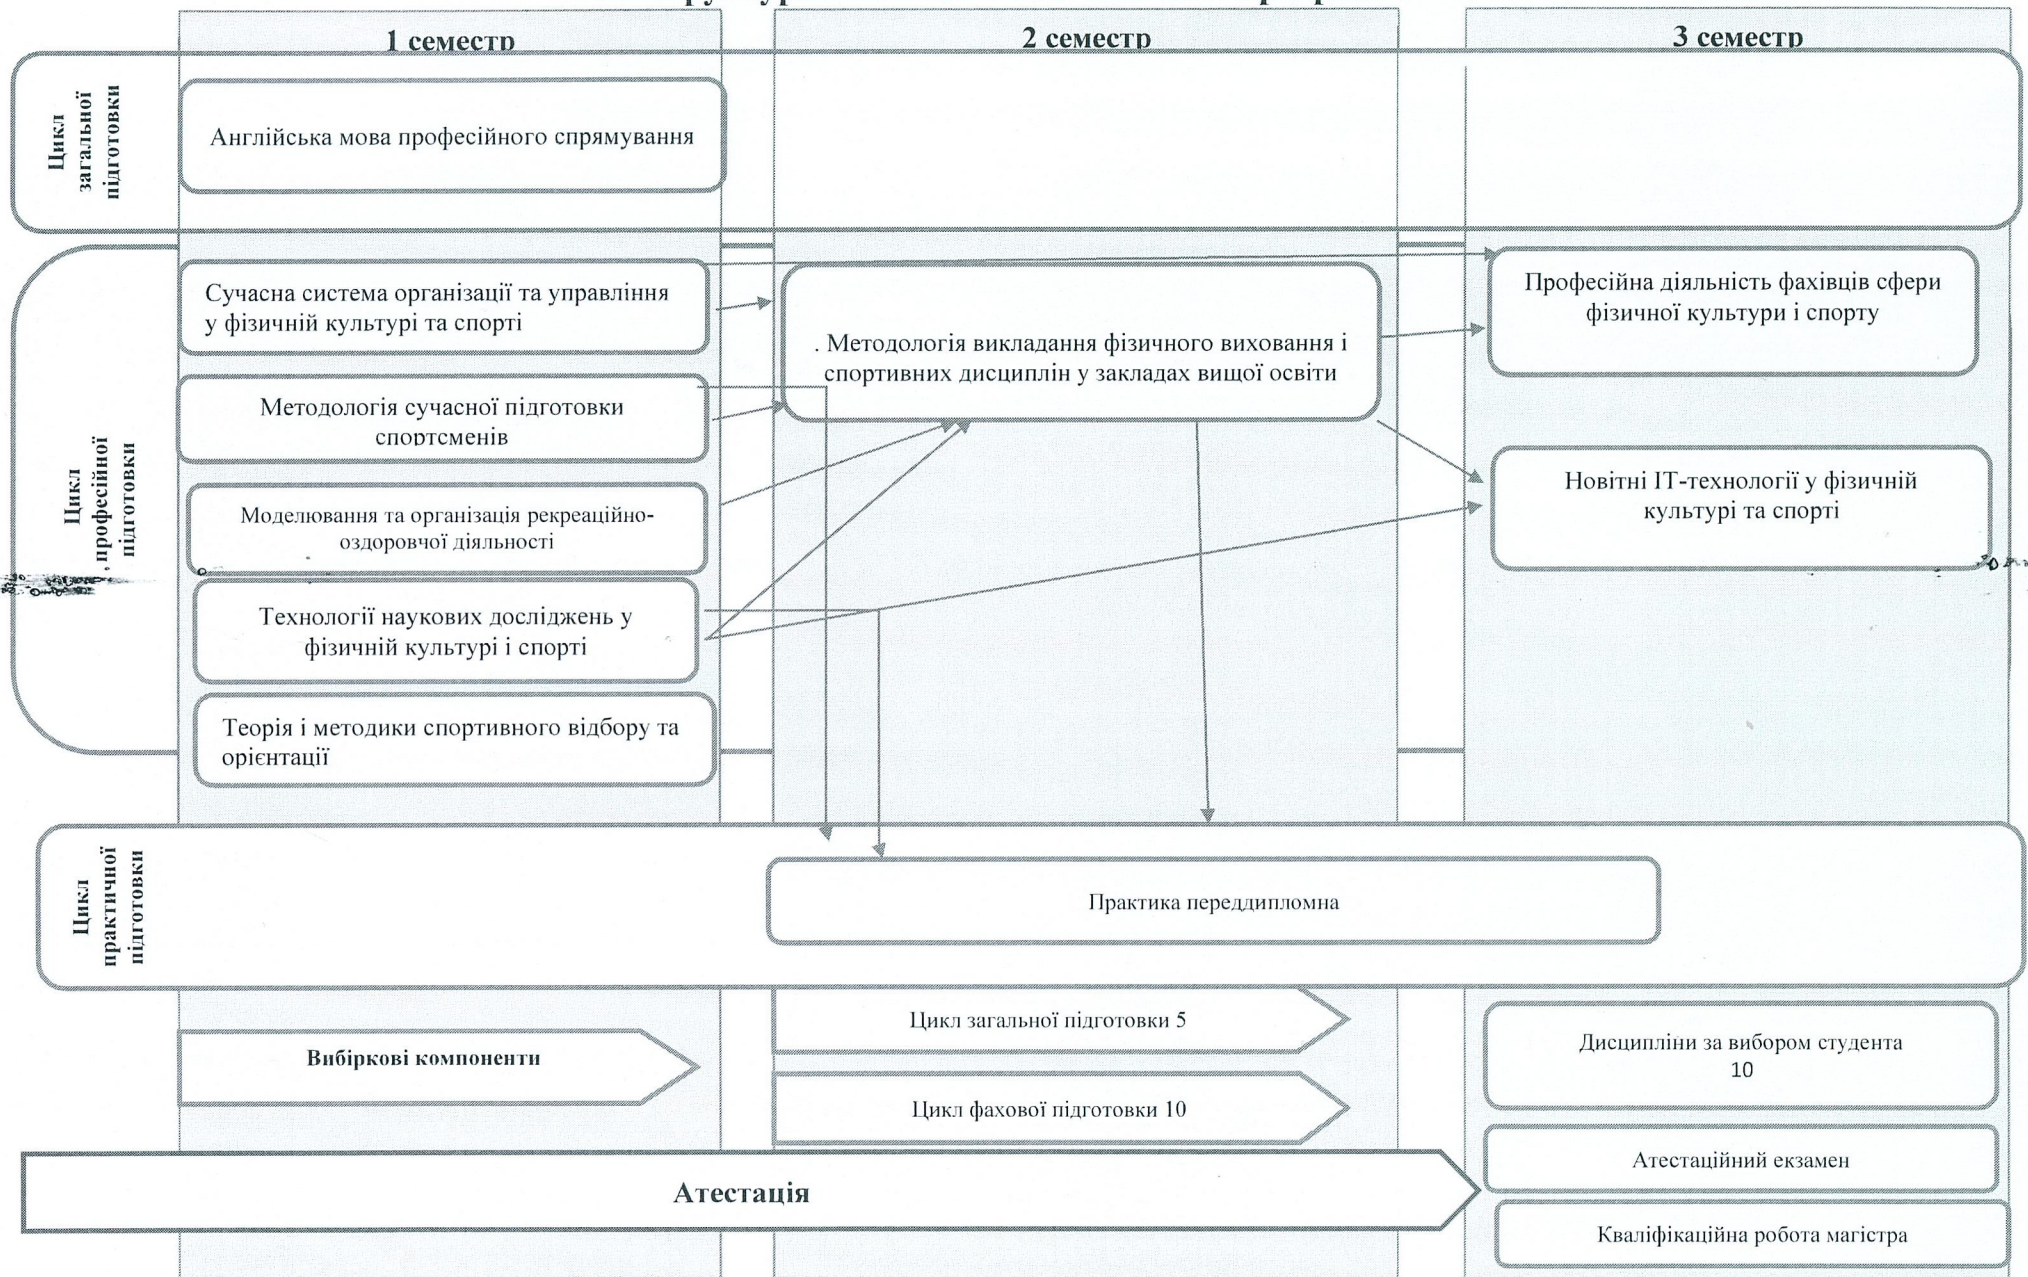 1 семестр
2 семестр
3 семестр
Цикл
загальної
підготовки
Англійська мова професійного спрямування
Цикл
професійної
підготовки
Сучасна система організації та управління
у фізичній культурі та спорті
Методологія сучасної підготовки
спортсменів
Моделювання та організація рекреаційно-
оздоровчої діяльності
Технології наукових досліджень у
фізичній культурі і спорті
Теорія і методики спортивного відбору та
орієнтації
. Методологія викладання фізичного виховання і
спортивних дисциплін у закладах вищої освіти
Професійна діяльність фахівців сфери
фізичної культури і спорту
Новітні ІТ-технології у фізичній
культурі та спорті
Цикл
практичної
підготовки
Практика переддипломна
Вибіркові компоненти
Цикл загальної підготовки 5
Цикл фахової підготовки 10
Дисципліни за вибором студента
10
Атестація
Атестаційний екзамен
Кваліфікаційна робота магістра